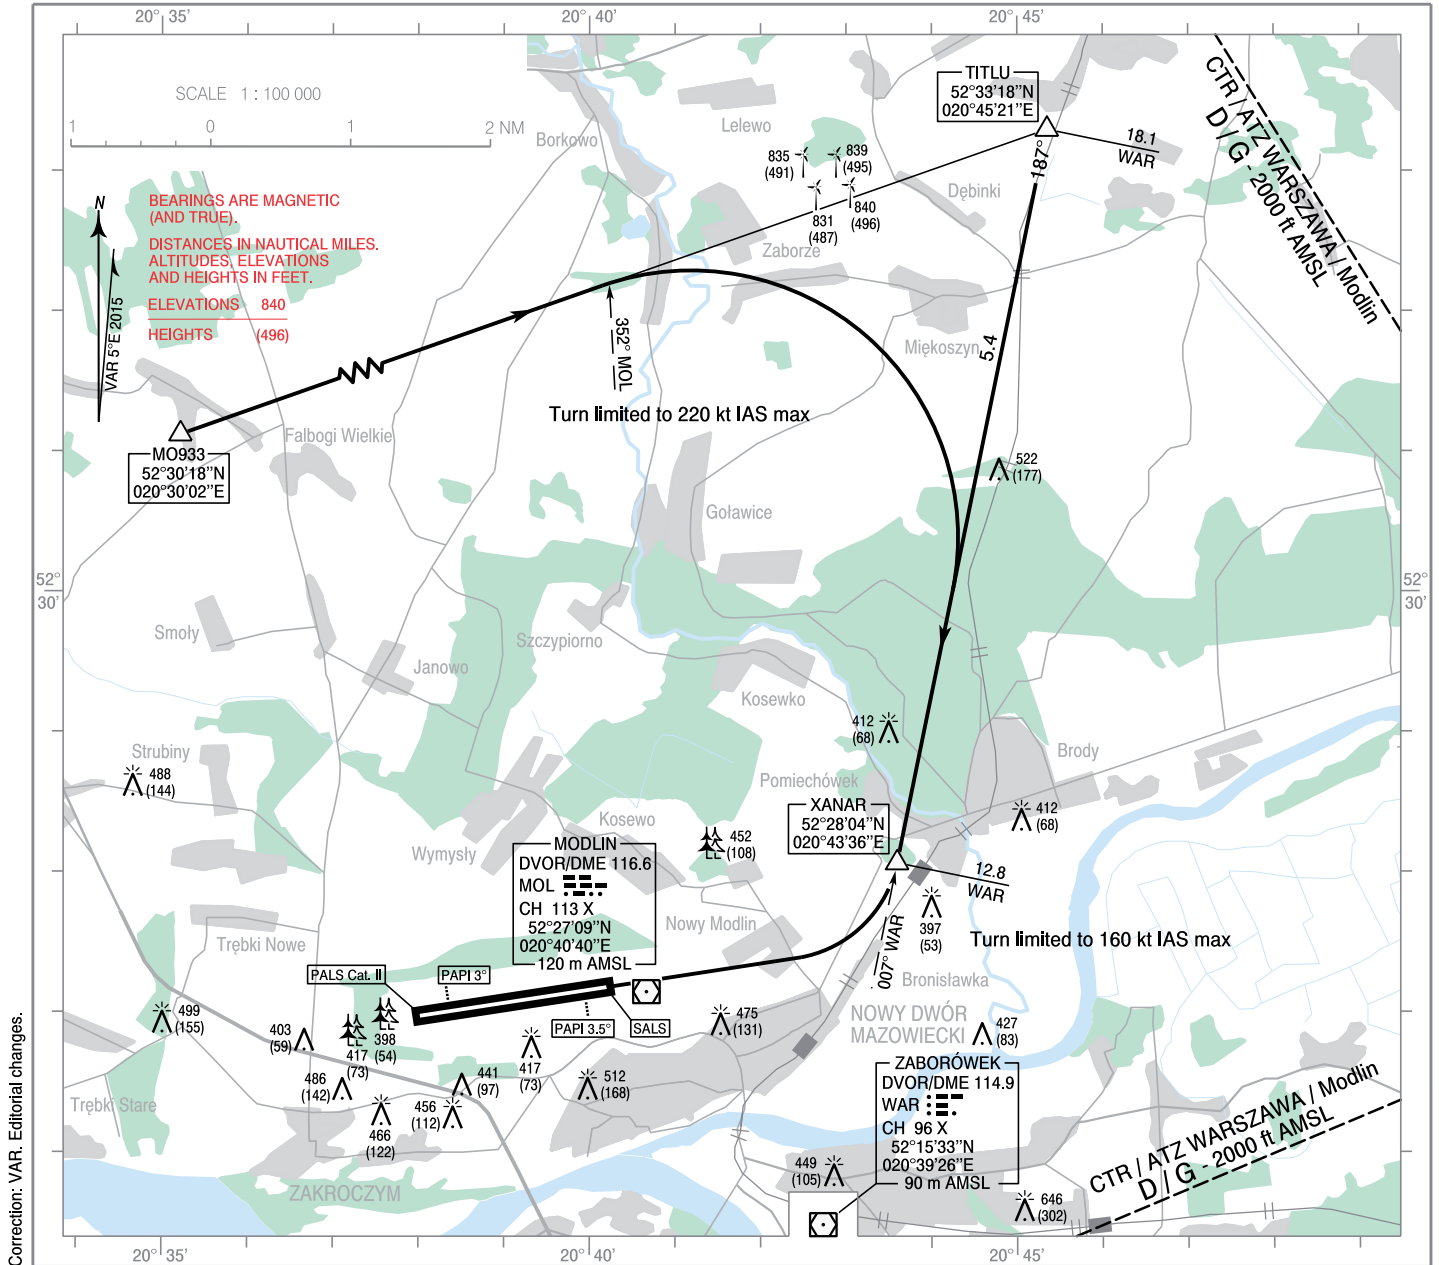 20° 35'
20° 40'
20° 45'
SCALE 1 : 100 000
1
0
1
2 NM
BEARINGS ARE MAGNETIC
(AND TRUE).
DISTANCES IN NAUTICAL MILES.
ALTITUDES, ELEVATIONS
AND HEIGHTS IN FEET.
ELEVATIONS 840
HEIGHTS (496)
N
VAR 5°E 2015
Borkowo
Lelewo
TITLU
52°33'18''N
020°45'21''E
18.1
WAR
187°
CTR / ATZ WARSZAWA / Modlin
D / G - 2000 ft AMSL
835
(491)
839
(495)
831
(487)
840
(496)
Dębinki
Zaborze
Miękoszyn
5.4
352° MOL
Turn limited to 220 kt IAS max
MO933
52°30'18''N
020°30'02''E
Falbogi Wielkie
522
(177)
Goławice
52°
30'
52°
30'
Smoły
Szczypiorno
Janowo
Kosewko
412
(68)
Brody
Strubiny
488
(144)
Pomiechówek
XANAR
52°28'04''N
020°43'36''E
412
(68)
Kosewo
452
(108)
Wymysły
MODLIN
DVOR/DME 116.6
MOL
CH 113 X
52°27'09''N
020°40'40''E
120 m AMSL
12.8
WAR
397
(53)
Nowy Modlin
007° WAR
Turn limited to 160 kt IAS max
Trębki Nowe
PALS Cat. II
PAPI 3°
Bronisławka
NOWY DWÓR
MAZOWIECKI
499
(155)
403
(59)
417
(73)
398
(54)
PAPI 3.5°
SALS
475
(131)
427
(83)
417
(73)
486
(142)
441
(97)
512
(168)
466
(122)
456
(112)
Trębki Stare
ZABORÓWEK
DVOR/DME 114.9
WAR
CH 96 X
52°15'33''N
020°39'26''E
90 m AMSL
CTR / ATZ WARSZAWA / Modlin
D / G - 2000 ft AMSL
449
(105)
646
(302)
ZAKROCZYM
20° 35'
20° 40'
20° 45'
Correction: VAR. Editorial changes.